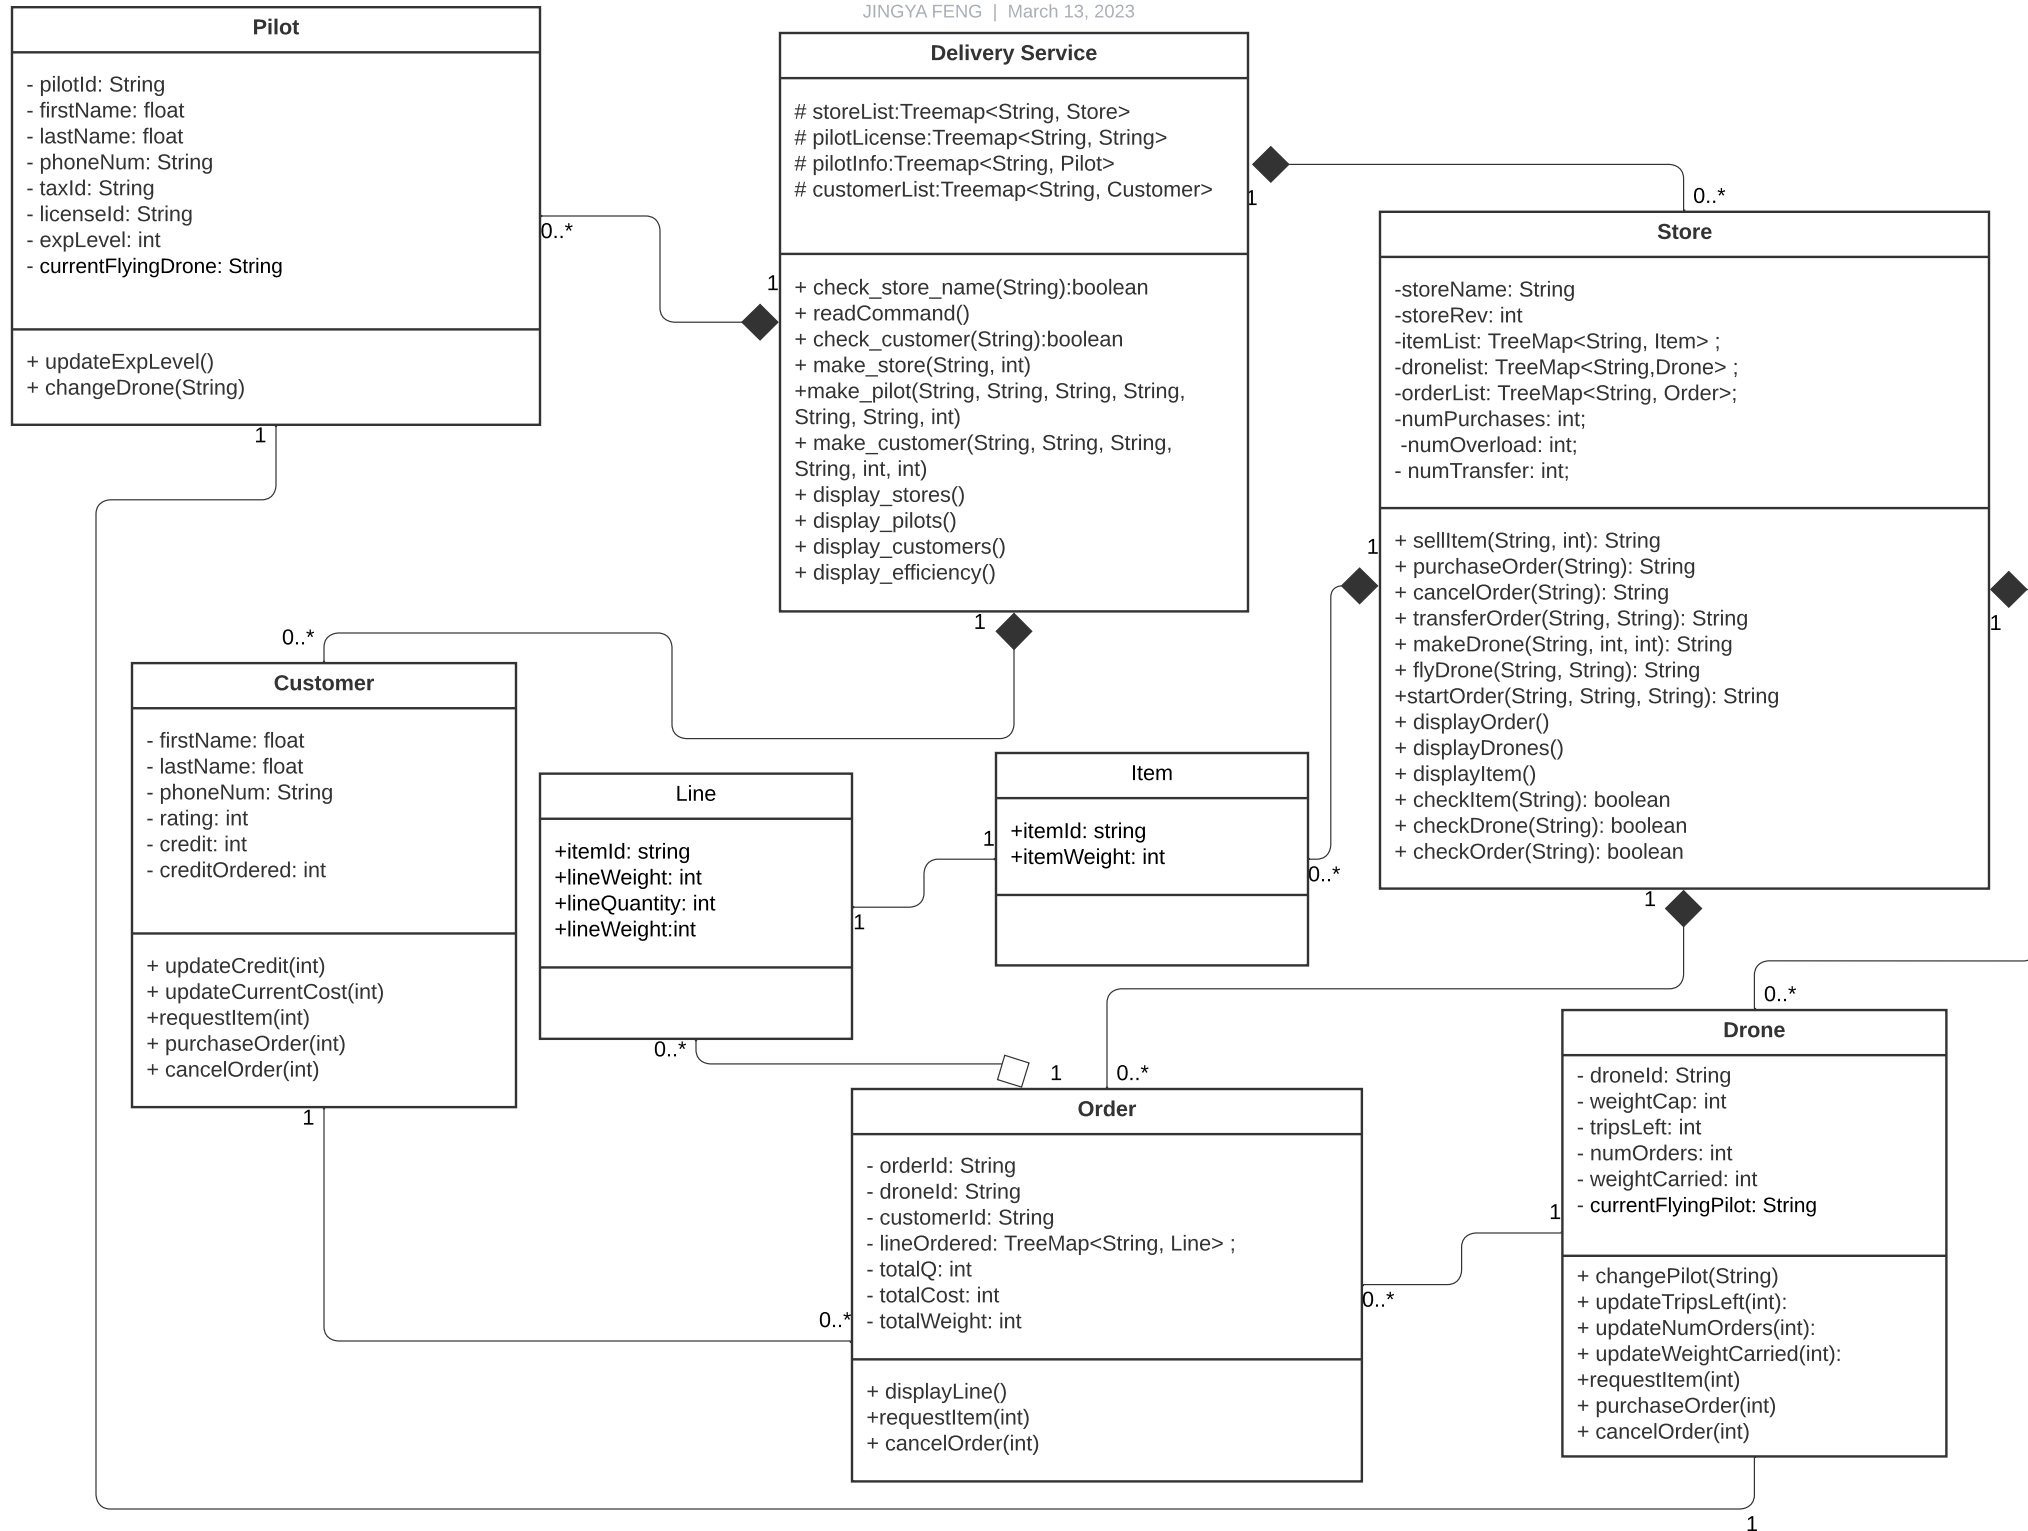 JINGYA FENG | March 13, 2023
Pilot
- pilotId: String
- firstName: float
- lastName: float
- phoneNum: String
- taxId: String
- licenseId: String
- expLevel: int
- currentFlyingDrone: String
+ updateExpLevel()
+ changeDrone(String)
0..*
1
1
Delivery Service
# storeList:Treemap<String, Store>
# pilotLicense:Treemap<String, String>
# pilotInfo:Treemap<String, Pilot>
# customerList:Treemap<String, Customer>
+ check_store_name(String):boolean
+ readCommand()
+ check_customer(String):boolean
+ make_store(String, int)
+make_pilot(String, String, String, String,
String, String, int)
+ make_customer(String, String, String,
String, int, int)
+ display_stores()
+ display_pilots()
+ display_customers()
+ display_efficiency()
1
0..*
1
0..*
Store
-storeName: String
-storeRev: int
-itemList: TreeMap<String, Item> ;
-dronelist: TreeMap<String,Drone> ;
-orderList: TreeMap<String, Order>;
-numPurchases: int;
-numOverload: int;
- numTransfer: int;
+ sellItem(String, int): String
+ purchaseOrder(String): String
+ cancelOrder(String): String
+ transferOrder(String, String): String
+ makeDrone(String, int, int): String
+ flyDrone(String, String): String
+startOrder(String, String, String): String
+ displayOrder()
+ displayDrones()
+ displayItem()
+ checkItem(String): boolean
+ checkDrone(String): boolean
+ checkOrder(String): boolean
1
1
1
Customer
- firstName: float
- lastName: float
- phoneNum: String
- rating: int
- credit: int
- creditOrdered: int
+ updateCredit(int)
+ updateCurrentCost(int)
+requestItem(int)
+ purchaseOrder(int)
+ cancelOrder(int)
1
Line
+itemId: string
+lineWeight: int
+lineQuantity: int
+lineWeight:int
1
0..*
Item
+itemId: string
+itemWeight: int
1
0..*
1
0..*
Order
- orderId: String
- droneId: String
- customerId: String
- lineOrdered: TreeMap<String, Line> ;
- totalQ: int
- totalCost: int
- totalWeight: int
+ displayLine()
+requestItem(int)
+ cancelOrder(int)
0..*
0..*
0..*
Drone
- droneId: String
- weightCap: int
- tripsLeft: int
- numOrders: int
- weightCarried: int
- currentFlyingPilot: String
+ changePilot(String)
+ updateTripsLeft(int):
+ updateNumOrders(int):
+ updateWeightCarried(int):
+requestItem(int)
+ purchaseOrder(int)
+ cancelOrder(int)
1
1